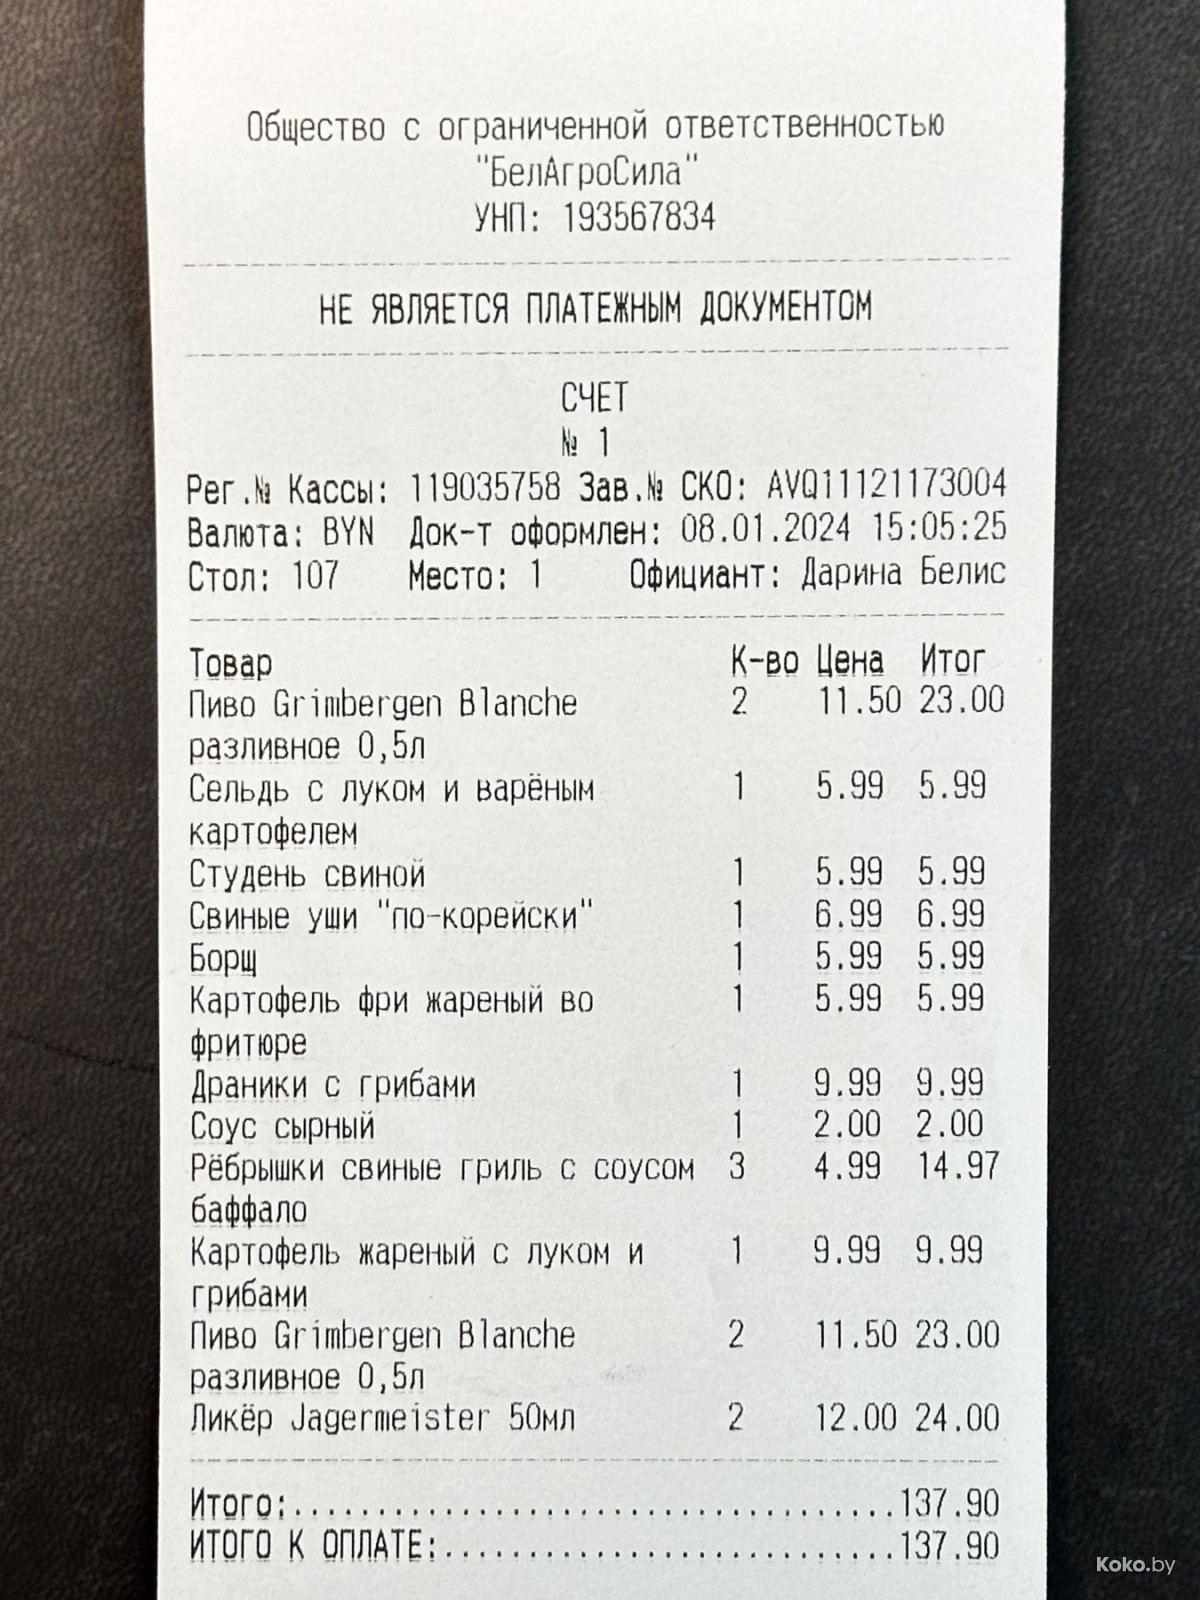 Общество с ограниченной ответственностью
"БелАгроСила"
УНП: 193567834
НЕ ЯВЛЯЕТСЯ ПЛАТЕЖНЫМ ДОКУМЕНТОМ
СЧЕТ
№ 1
Рег.№ Кассы: 119035758 Зав.№ СКО: AVQ11121173004
Валюта: BYN Док-т оформлен: 08.01.2024 15:05:25
Стол: 107 Место: 1 Официант: Дарина Белис
Товар К-во Цена Итог
Пиво Grimbergen Blanche 2 11.50 23.00
разливное 0,5л
Сельдь с луком и варёным 1 5.99 5.99
картофелем
Студень свиной 1 5.99 5.99
Свиные уши "по-корейски" 1 6.99 6.99
Борщ 1 5.99 5.99
Картофель фри жареный во 1 5.99 5.99
фритюре
Драники с грибами 1 9.99 9.99
Соус сырный 1 2.00 2.00
Рёбрышки свиные гриль с соусом 3 4.99 14.97
баффало
Картофель жареный с луком и 1 9.99 9.99
грибами
Пиво Grimbergen Blanche 2 11.50 23.00
разливное 0,5л
Ликёр Jagermeister 50мл 2 12.00 24.00
Итого:....................................137.90
ИТОГО К ОПЛАТЕ:...........................137.90
Koko.by